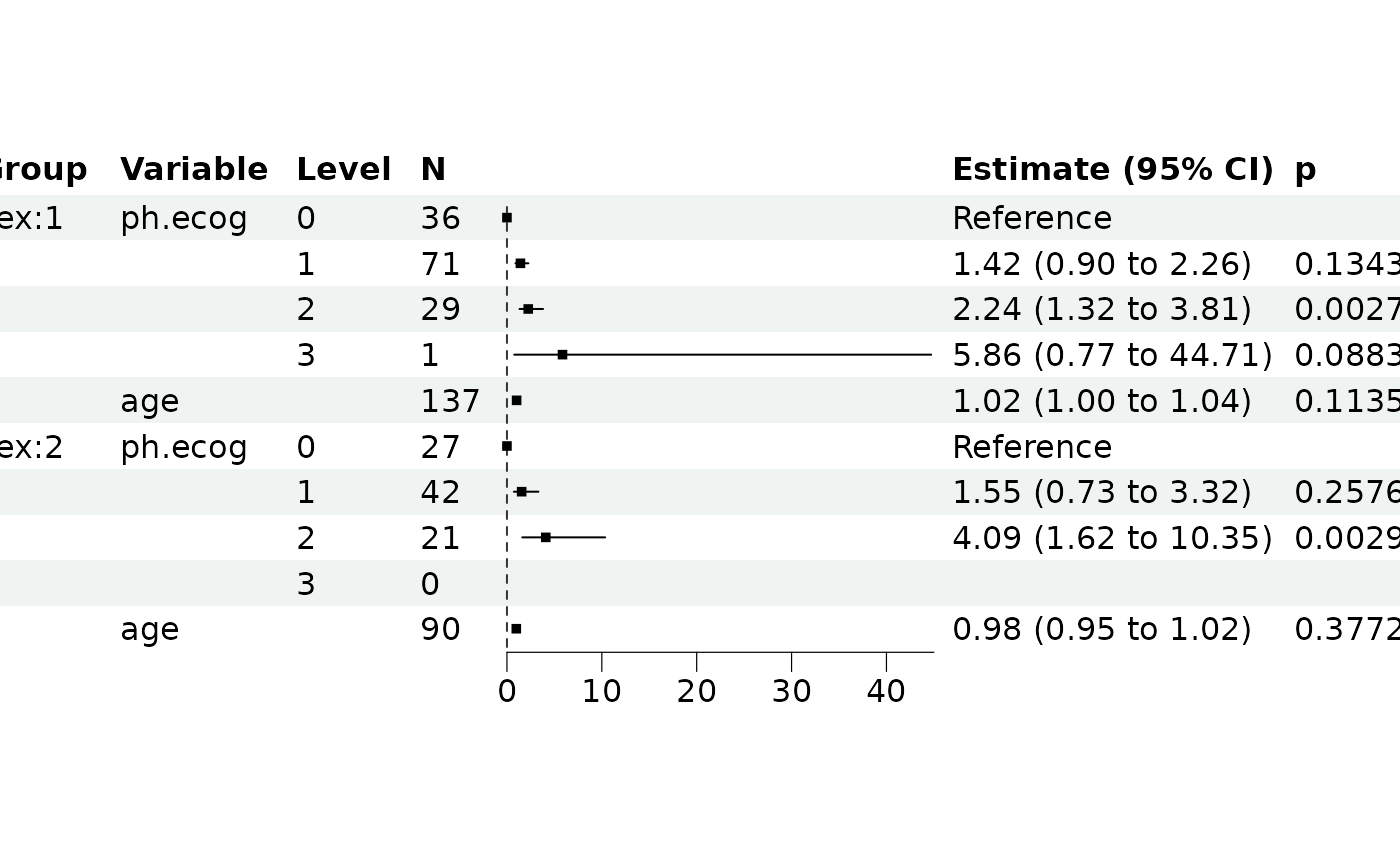 Group Variable Level N Estimate (95% CI) p
ex:1 ph.ecog 0 36 Reference
1 71 1.42 (0.90 to 2.26) 0.1343
2 29 2.24 (1.32 to 3.81) 0.0027
3 1 5.86 (0.77 to 44.71) 0.0883
age 137 1.02 (1.00 to 1.04) 0.1135
ex:2 ph.ecog 0 27 Reference
1 42 1.55 (0.73 to 3.32) 0.2576
2 21 4.09 (1.62 to 10.35) 0.0029
3 0
age 90 0.98 (0.95 to 1.02) 0.3772
0 10 20 30 40